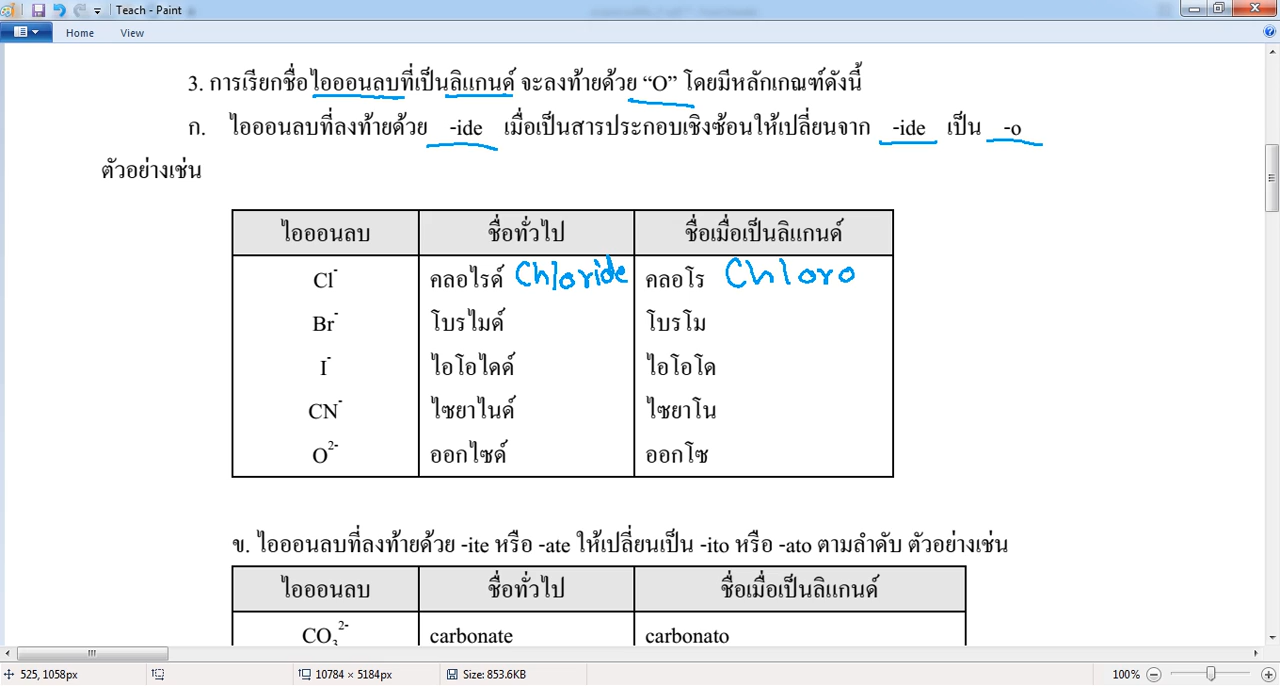 Teach - Paint
Home View
3. การเรียกชื่อไอออนลบที่เป็นลิแกนด์ จะลงท้ายด้วย “O” โดยมีหลักเกณฑ์ดังนี้
ก. ไอออนลบที่ลงท้ายด้วย -ide เมื่อเป็นสารประกอบเชิงซ้อนให้เปลี่ยนจาก -ide เป็น -o
ตัวอย่างเช่น
ไอออนลบ ชื่อทั่วไป ชื่อเมื่อเป็นลิแกนด์
Cl⁻ คลอไรด์ Chloride คลอโร Chloro
Br⁻ โบรไมด์ โบรโม
I⁻ ไอโอไดด์ ไอโอโด
CN⁻ ไซยาไนด์ ไซยาโน
O²⁻ ออกไซด์ ออกโซ
ข. ไอออนลบที่ลงท้ายด้วย -ite หรือ -ate ให้เปลี่ยนเป็น -ito หรือ -ato ตามลำดับ ตัวอย่างเช่น
ไอออนลบ ชื่อทั่วไป ชื่อเมื่อเป็นลิแกนด์
CO₃²⁻ carbonate carbonato
525, 1058px 10784 × 5184px Size: 853.6KB 100%